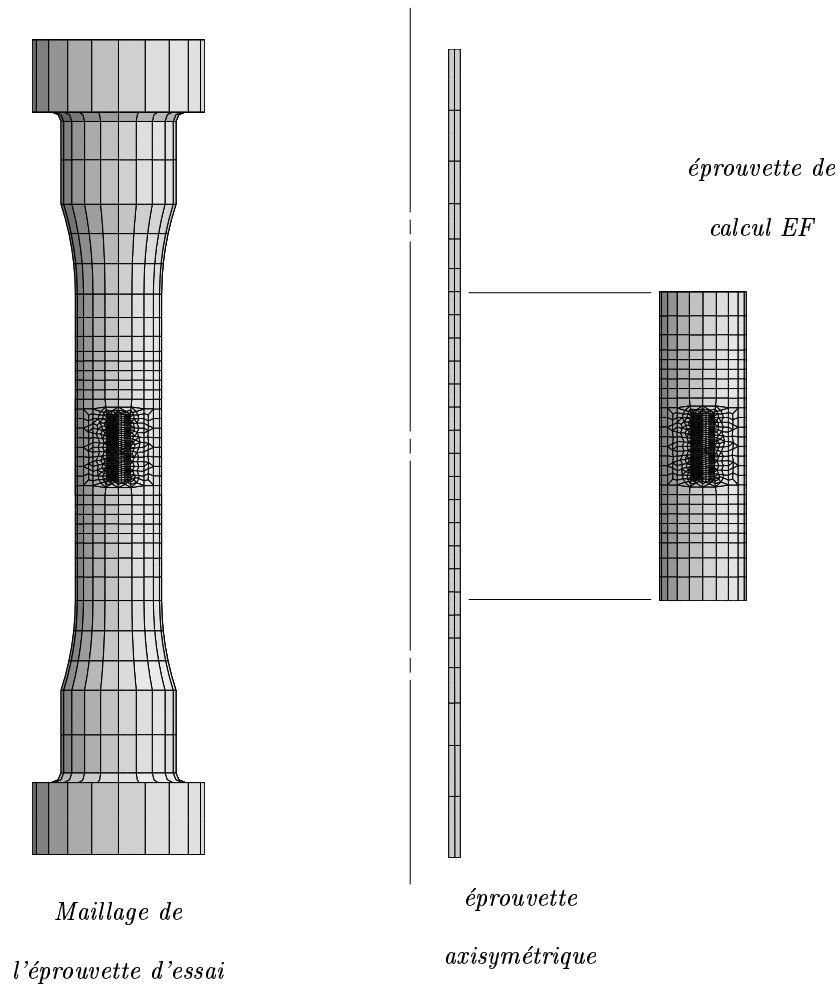 éprouvette de
calcul EF
Maillage de
l'éprouvette d'essai
éprouvette
axisymétrique